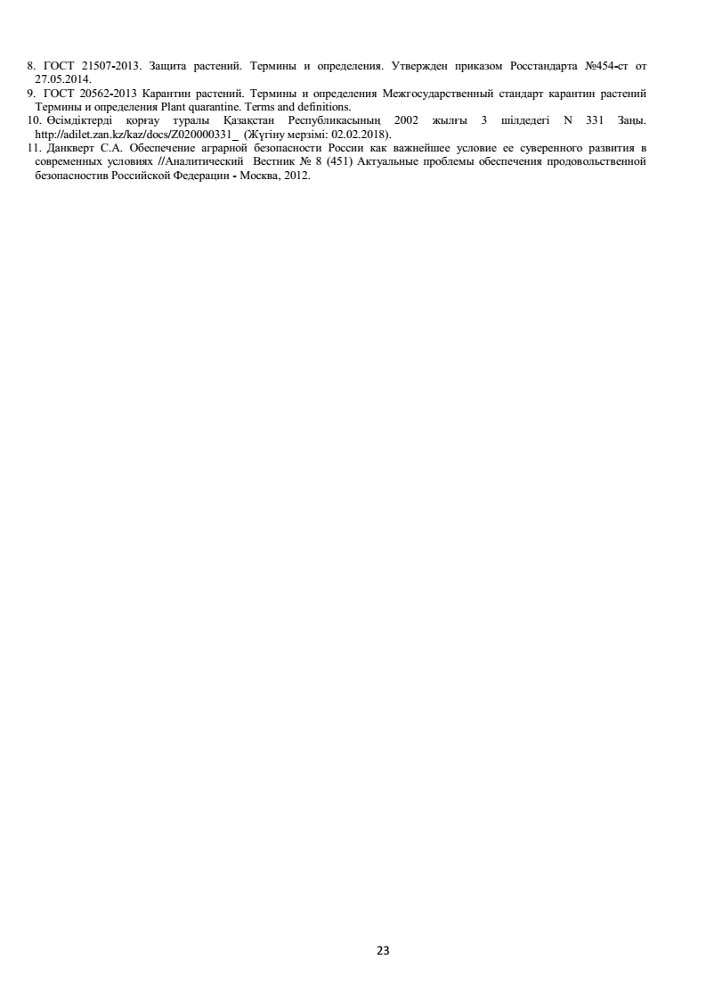 8. ГОСТ 21507-2013. Защита растений. Термины и определения. Утвержден приказом Росстандарта №454-ст от
27.05.2014.
9. ГОСТ 20562-2013 Карантин растений. Термины и определения Межгосударственный стандарт карантин растений
Термины и определения Plant quarantine. Terms and definitions.
10. Өсімдіктерді қорғау туралы Қазақстан Республикасының 2002 жылғы 3 шілдедегі N 331 Заңы.
http://adilet.zan.kz/kaz/docs/Z020000331_ (Жүгіну мерзімі: 02.02.2018).
11. Данкверт С.А. Обеспечение аграрной безопасности России как важнейшее условие ее суверенного развития в
современных условиях //Аналитический Вестник № 8 (451) Актуальные проблемы обеспечения продовольственной
безопасностив Российской Федерации - Москва, 2012.
23